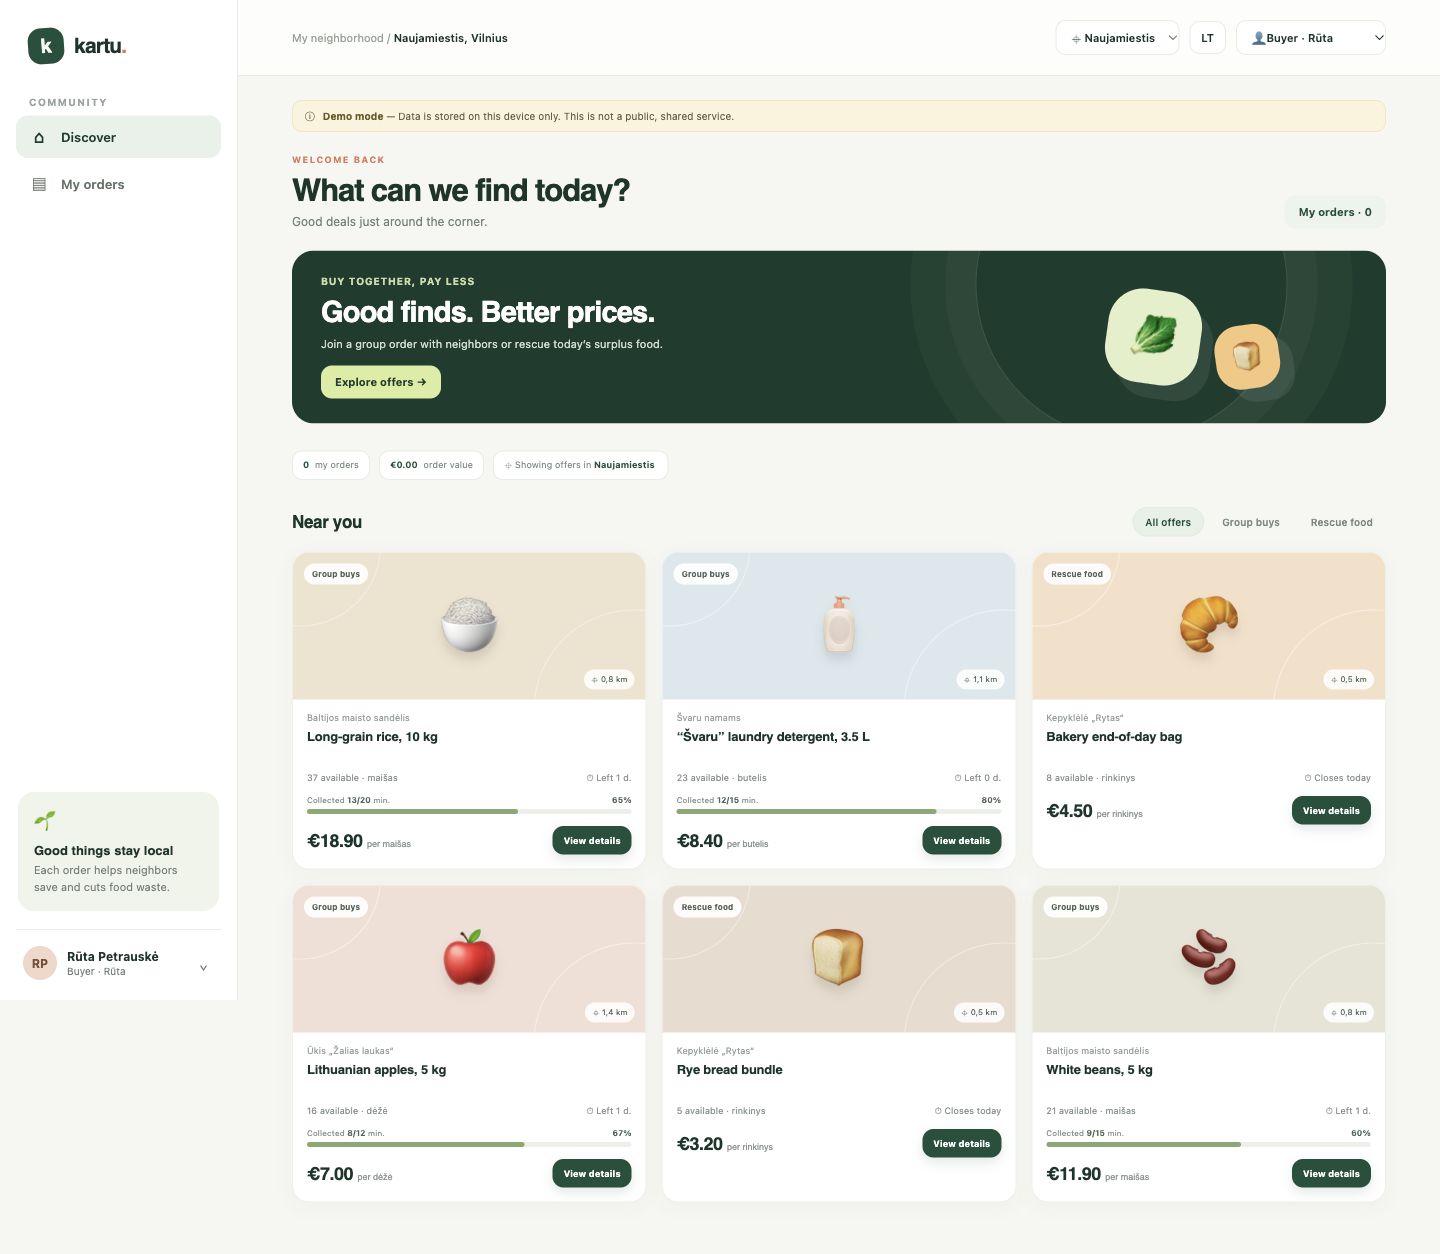 k kartu.
COMMUNITY
Discover
My orders
Good things stay local
Each order helps neighbors
save and cuts food waste.
RP
Rūta Petrauskė
Buyer · Rūta
My neighborhood / Naujamiestis, Vilnius
Naujamiestis
LT
Buyer · Rūta
Demo mode — Data is stored on this device only. This is not a public, shared service.
WELCOME BACK
What can we find today?
Good deals just around the corner.
My orders · 0
BUY TOGETHER, PAY LESS
Good finds. Better prices.
Join a group order with neighbors or rescue today's surplus food.
Explore offers →
0 my orders
€0.00 order value
Showing offers in Naujamiestis
Near you
All offers
Group buys
Rescue food
Group buys
0,8 km
Baltijos maisto sandėlis
Long-grain rice, 10 kg
37 available · maišas
Left 1 d.
Collected 13/20 min.
65%
€18.90 per maišas
View details
Group buys
1,1 km
Švaru namams
“Švaru” laundry detergent, 3.5 L
23 available · butelis
Left 0 d.
Collected 12/15 min.
80%
€8.40 per butelis
View details
Rescue food
0,5 km
Kepyklėlė „Rytas“
Bakery end-of-day bag
8 available · rinkinys
Closes today
€4.50 per rinkinys
View details
Group buys
1,4 km
Ūkis „Žalias laukas“
Lithuanian apples, 5 kg
16 available · dėžė
Left 1 d.
Collected 8/12 min.
67%
€7.00 per dėžė
View details
Rescue food
0,5 km
Kepyklėlė „Rytas“
Rye bread bundle
5 available · rinkinys
Closes today
€3.20 per rinkinys
View details
Group buys
0,8 km
Baltijos maisto sandėlis
White beans, 5 kg
21 available · maišas
Left 1 d.
Collected 9/15 min.
60%
€11.90 per maišas
View details